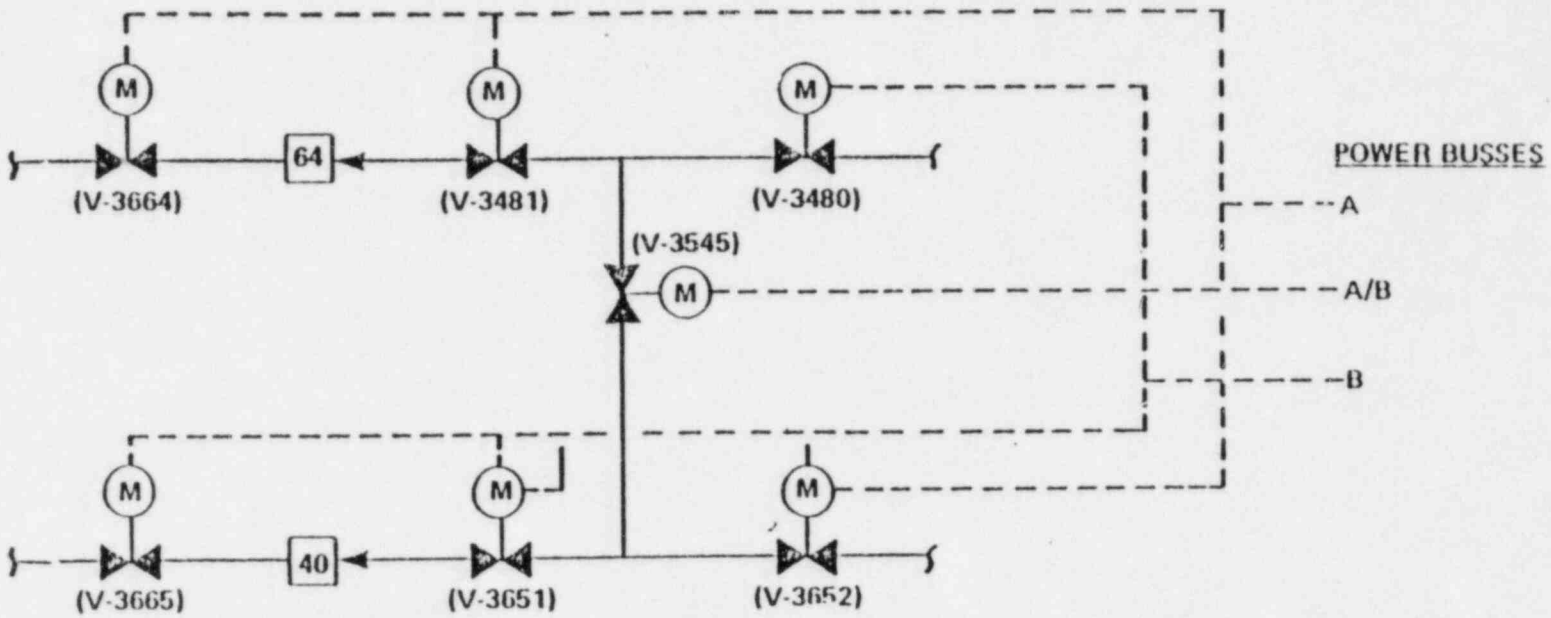 M
M
M
64
(V-3664)
(V-3481)
(V-3480)
POWER BUSSES
A
(V-3545)
M
A/B
B
M
M
M
40
(V-3665)
(V-3651)
(V-3652)